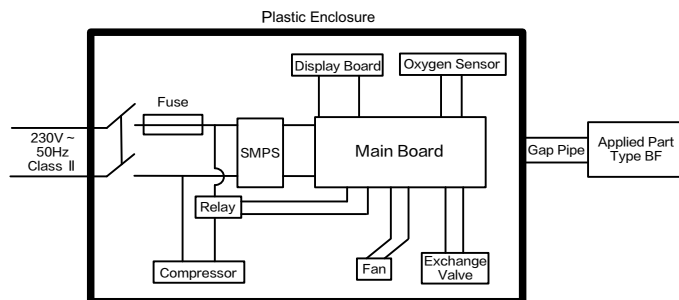 Plastic Enclosure
Display Board
Oxygen Sensor
Fuse
230V ~
50Hz
Class Ⅱ
SMPS
Main Board
Gap Pipe
Applied Part
Type BF
Relay
Compressor
Fan
Exchange
Valve